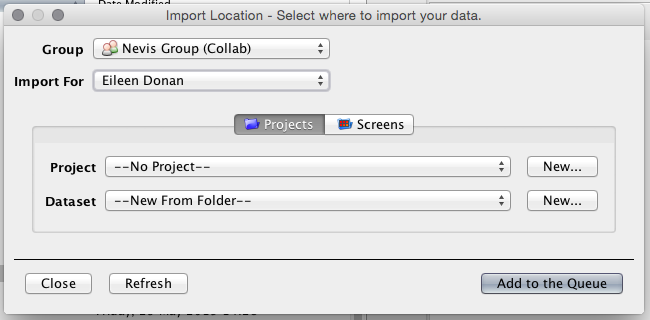 Date Modified
Import Location - Select where to import your data.
Group
Nevis Group (Collab)
Import For
Eileen Donan
Projects
Screens
Project
--No Project--
New...
Dataset
--New From Folder--
New...
Close
Refresh
Add to the Queue